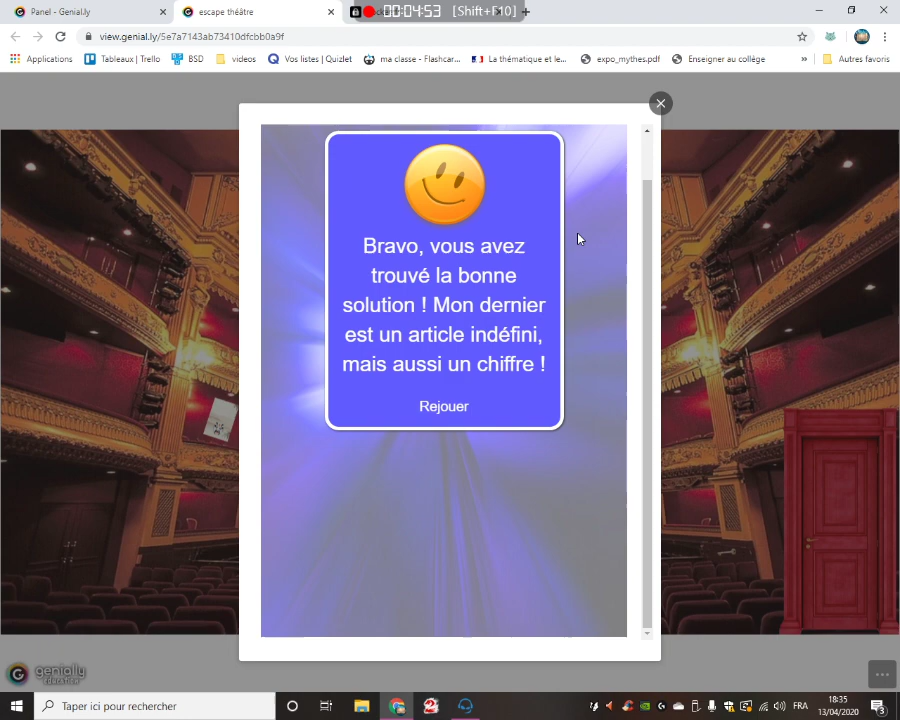 Panel - Genial.ly
escape théâtre
00:04:53 [Shift+F10]
view.genial.ly/5e7a7143ab73410dfcbb0a9f
Applications
Tableaux | Trello
BSD
videos
Vos listes | Quizlet
ma classe - Flashcar...
La thématique et le...
expo_mythes.pdf
Enseigner au collège
»
Autres favoris
Bravo, vous avez
trouvé la bonne
solution ! Mon dernier
est un article indéfini,
mais aussi un chiffre !
Rejouer
genially
éducation
Taper ici pour rechercher
FRA
18:35
13/04/2020
3